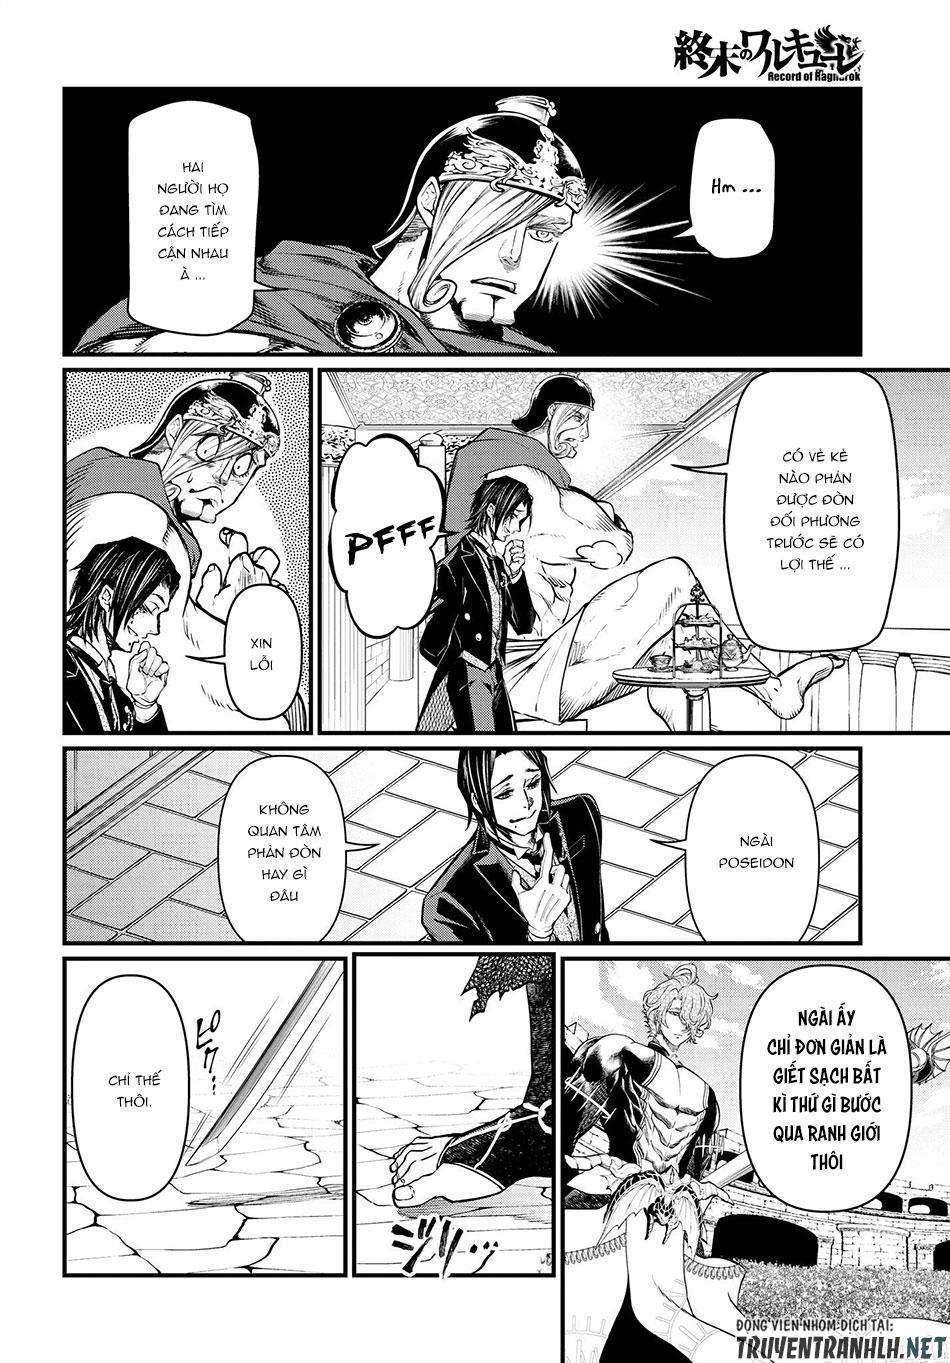 終末のワルキューレ
Record of Ragnarok
Hm ...
HAI
NGƯỜI HỌ
ĐANG TÌM
CÁCH TIẾP
CẬN NHAU
À ...
CÓ VẺ KẺ
NÀO PHẢN
ĐƯỢC ĐÒN
ĐỐI PHƯƠNG
TRƯỚC SẼ CÓ
LỢI THẾ ...
PFFF
XIN
LỖI
NGÀI
POSEIDON
KHÔNG
QUAN TÂM
PHẢN ĐÒN
HAY GÌ
ĐÂU
NGÀI ẤY
CHỈ ĐƠN GIẢN LÀ
GIẾT SẠCH BẤT
KÌ THỨ GÌ BƯỚC
QUA RANH GIỚI
THÔI
ジリ...
ピク...
CHỈ THẾ
THÔI.
ĐỘNG VIÊN NHÓM DỊCH TẠI:
TRUYENTRANHLH.NET